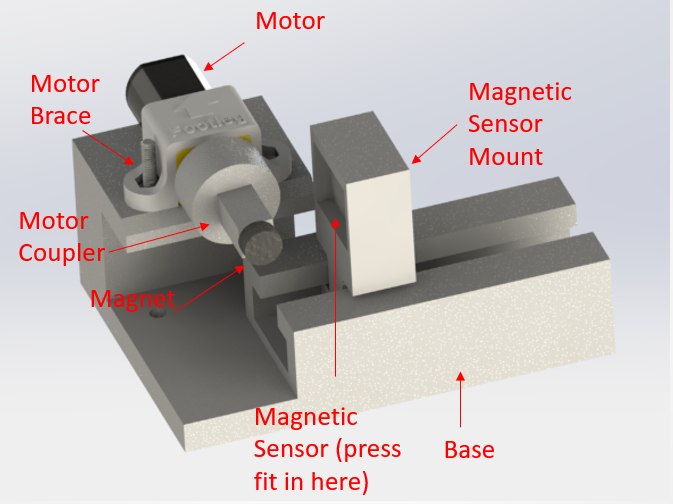 Motor
Motor
Brace
Magnetic
Sensor
Mount
Motor
Coupler
Magnet
Magnetic
Sensor (press
fit in here)
Base